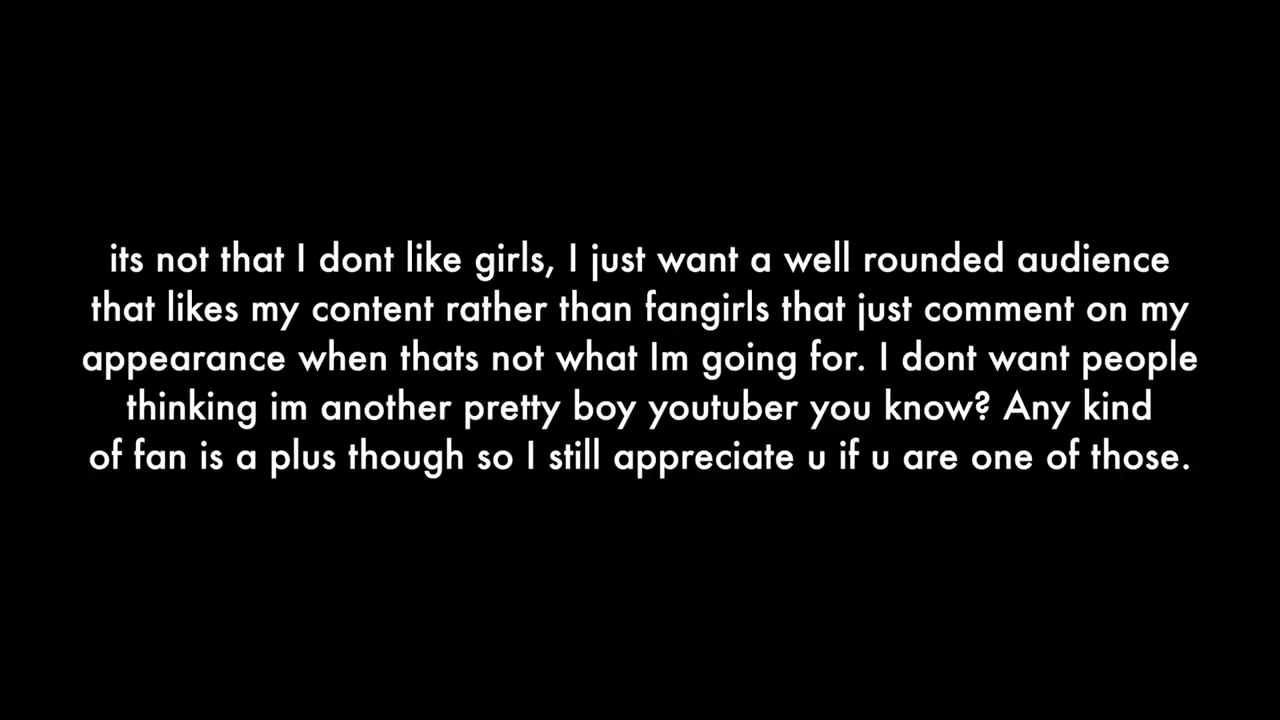 its not that I dont like girls, I just want a well rounded audience
that likes my content rather than fangirls that just comment on my
appearance when thats not what Im going for. I dont want people
thinking im another pretty boy youtuber you know? Any kind
of fan is a plus though so I still appreciate u if u are one of those.